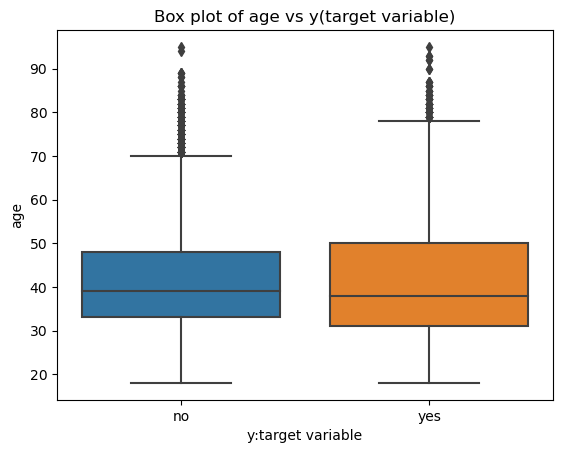 Box plot of age vs y(target variable)
90
80
70
60
50
40
30
20
age
no yes
y:target variable